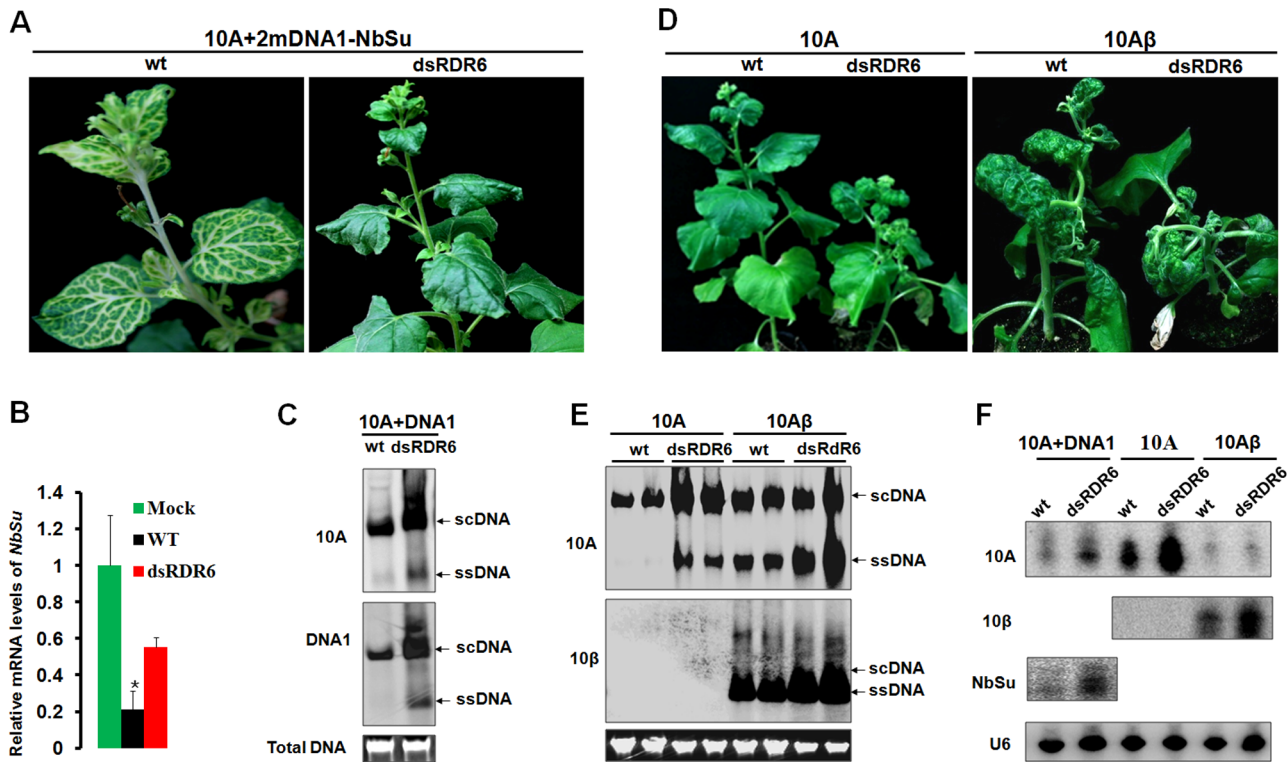 A
10A+2mDNA1-NbSu
wt
dsRDR6
D
10A
10Aβ
wt
dsRDR6
wt
dsRDR6
B
Relative mRNA levels of NbSu
1.4
1.2
1
0.8
0.6
0.4
0.2
0
Mock
WT
dsRDR6
*
C
10A+DNA1
wt
dsRDR6
10A
scDNA
ssDNA
DNA1
scDNA
ssDNA
Total DNA
E
10A
10Aβ
wt
dsRDR6
wt
dsRdR6
10A
scDNA
ssDNA
10β
scDNA
ssDNA
F
10A+DNA1
10A
10Aβ
wt
dsRDR6
wt
dsRDR6
wt
dsRDR6
10A
10β
NbSu
U6